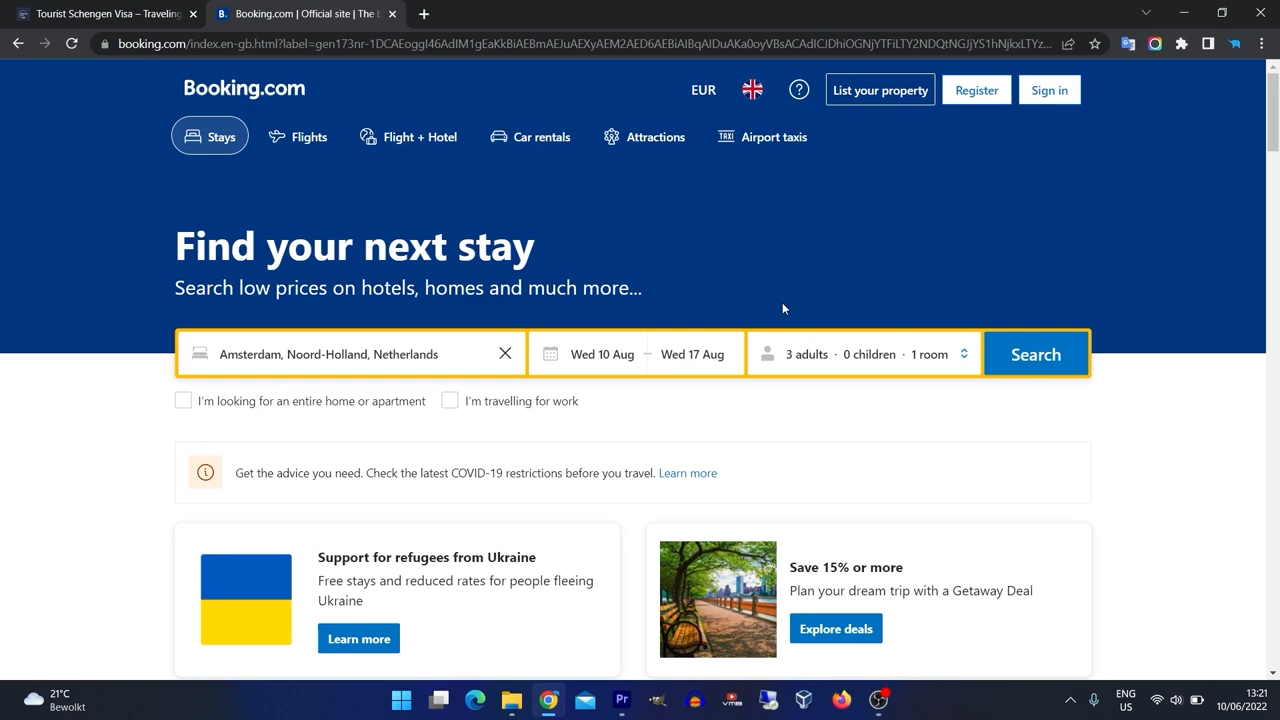 Tourist Schengen Visa – Traveling
B. Booking.com | Official site | The b
booking.com/index.en-gb.html?label=gen173nr-1DCAEoggI46AdIM1gEaKkBiAEBmAEJuAEXyAEM2AED6AEBiAIBqAIDuAKa0oyVBsACAdICJDhiOGNjYTFiLTY2NDQtNGJjYS1hNjkxLTYz...
Booking.com
EUR
List your property
Register
Sign in
Stays
Flights
Flight + Hotel
Car rentals
Attractions
TAXI
Airport taxis
Find your next stay
Search low prices on hotels, homes and much more...
Amsterdam, Noord-Holland, Netherlands
Wed 10 Aug — Wed 17 Aug
3 adults · 0 children · 1 room
Search
I'm looking for an entire home or apartment
I'm travelling for work
Get the advice you need. Check the latest COVID-19 restrictions before you travel. Learn more
Support for refugees from Ukraine
Free stays and reduced rates for people fleeing
Ukraine
Learn more
Save 15% or more
Plan your dream trip with a Getaway Deal
Explore deals
21°C
Bewolkt
Pr
ENG
US
13:21
10/06/2022